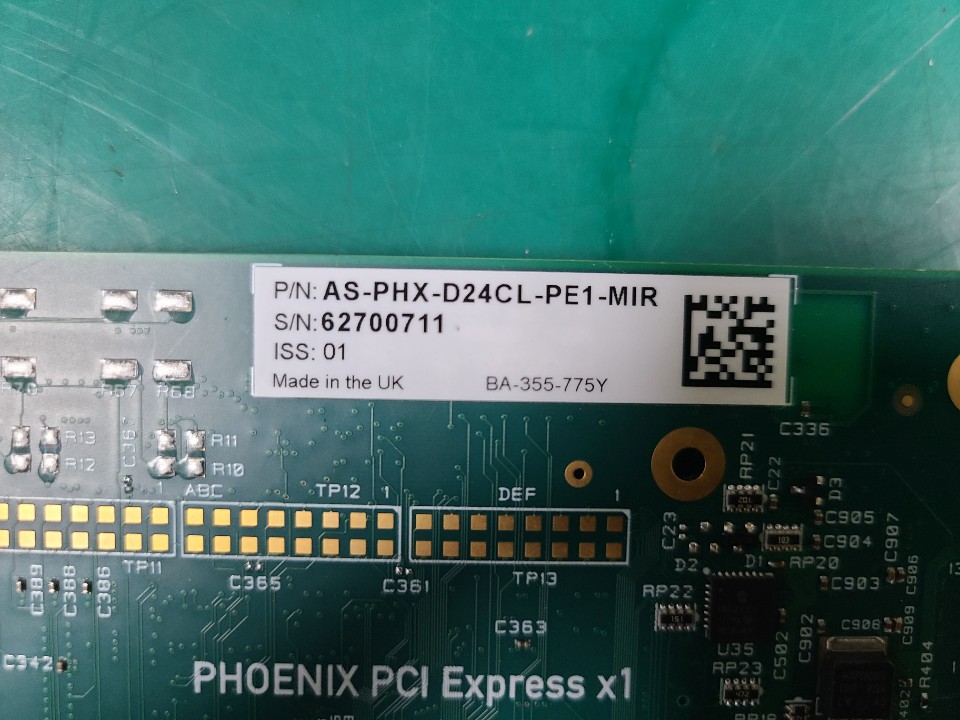 P/N: AS-PHX-D24CL-PE1-MIR
S/N: 62700711
ISS: 01
Made in the UK BA-355-775Y
R67 R68
C336
R13 R11
R12 R10
RP21
C22
D3
ABC TP12 1 DEF 1
C23
C905
C904
C907
C906
TP11 C365 C361 TP13
D2 D1 RP20
C389 C388 C386
RP22 C903
C363
C909
C908
C902
C502
U35
C342
RP23
R404
PHOENIX PCI Express x1